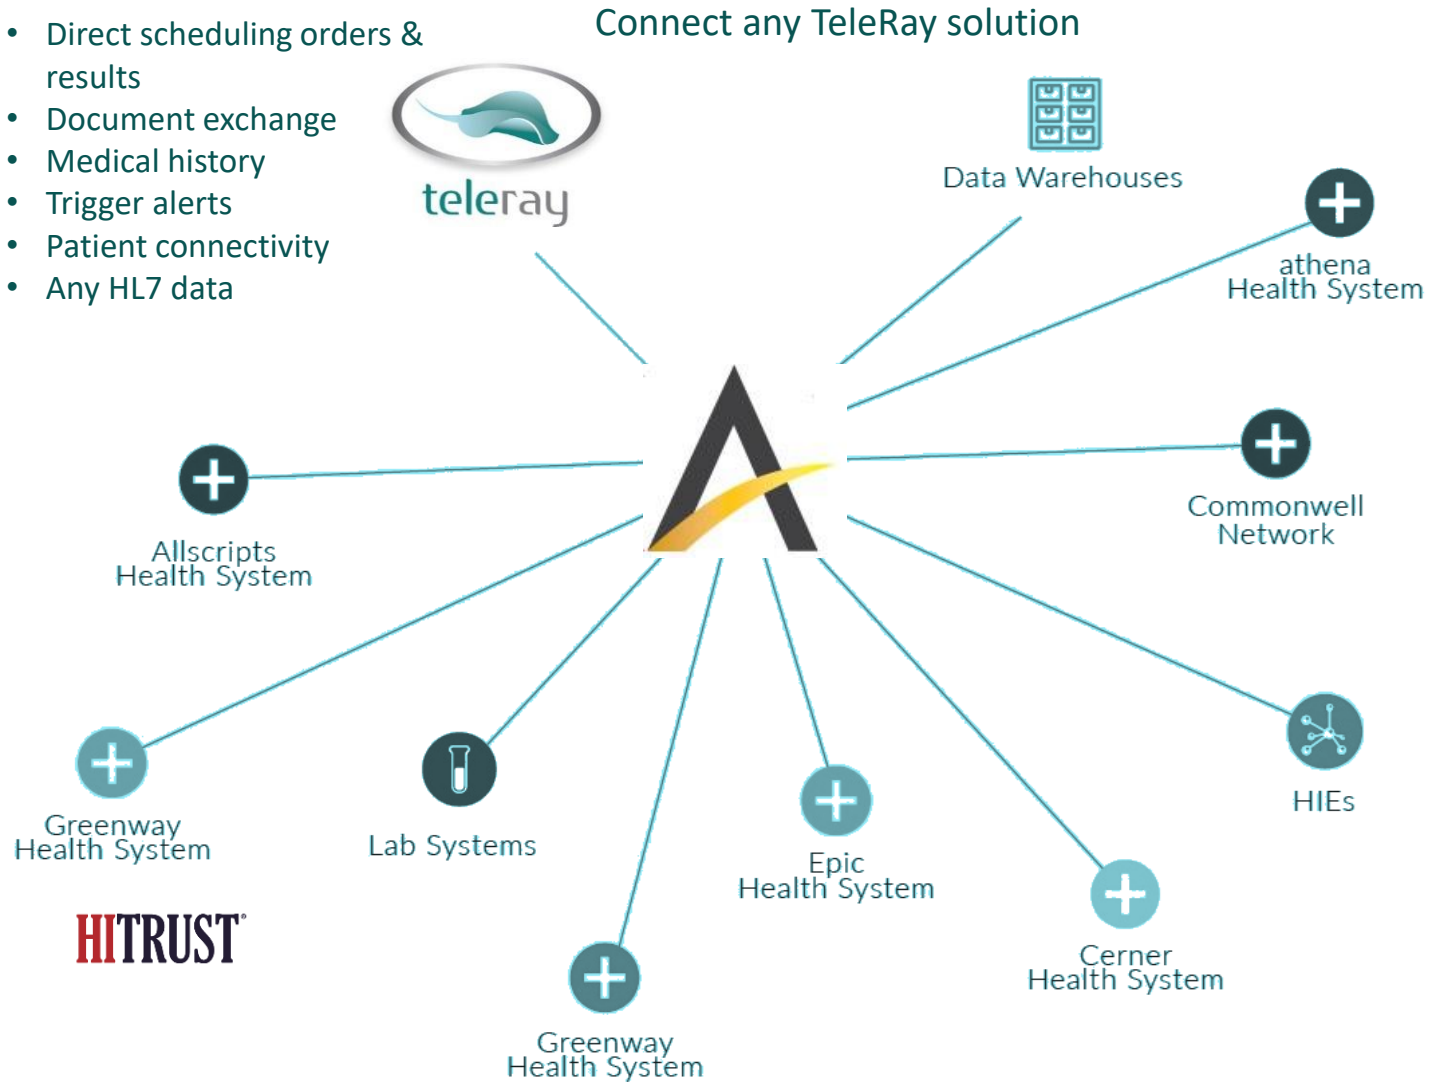 Connect any TeleRay solution
• Direct scheduling orders &
results
• Document exchange
• Medical history
• Trigger alerts
• Patient connectivity
• Any HL7 data
teleray
Data Warehouses
athena
Health System
Commonwell
Network
Allscripts
Health System
HIEs
Greenway
Health System
Lab Systems
Epic
Health System
Cerner
Health System
HITRUST®
Greenway
Health System